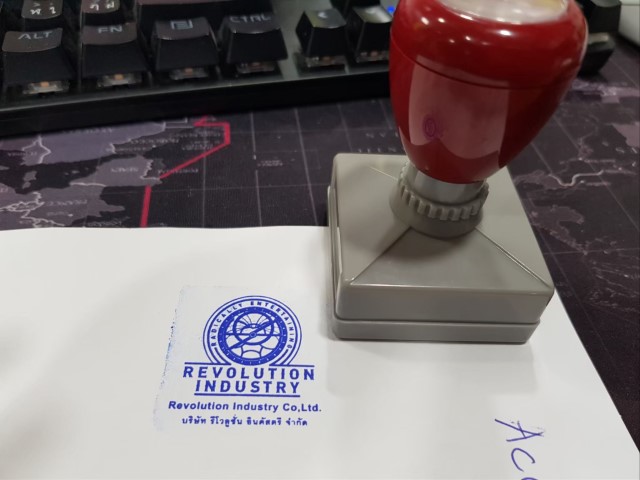 ALT
FN
CTRL
RADICALLY ENTERTAINING
REVOLUTION
INDUSTRY
Revolution Industry Co,Ltd.
บริษัท รีโวลูชั่น อินดัสตรี จำกัด